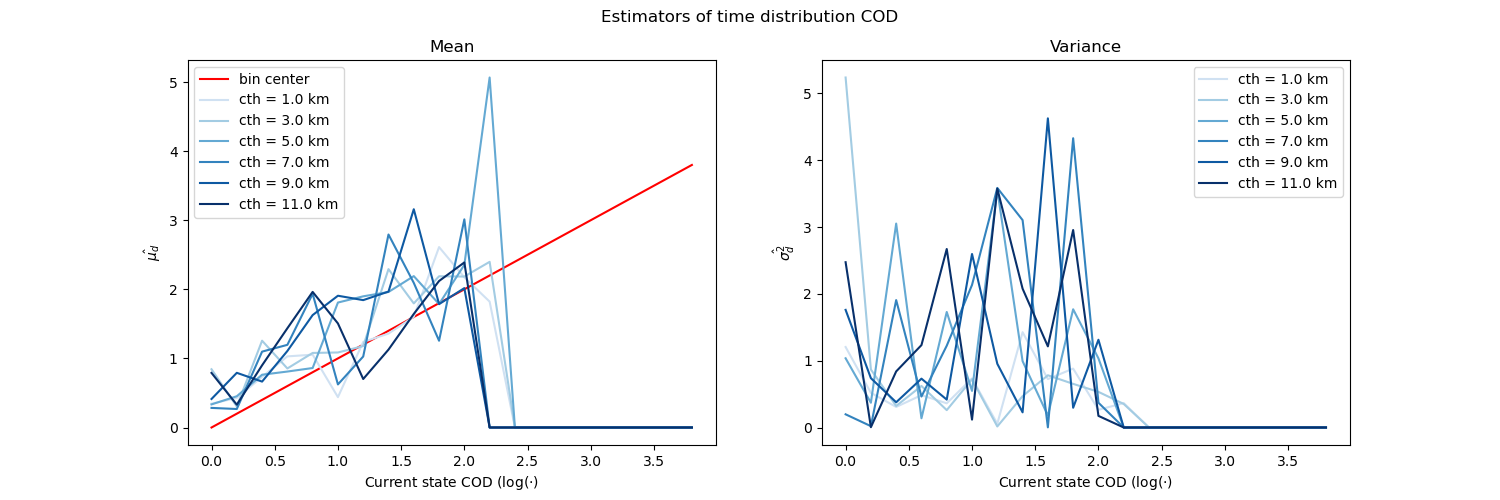 Estimators of time distribution COD
Mean
5
4
3
2
1
0
μ̂_d
bin center
cth = 1.0 km
cth = 3.0 km
cth = 5.0 km
cth = 7.0 km
cth = 9.0 km
cth = 11.0 km
0.0 0.5 1.0 1.5 2.0 2.5 3.0 3.5
Current state COD (log(·)
Variance
5
4
3
2
1
0
σ̂²_d
cth = 1.0 km
cth = 3.0 km
cth = 5.0 km
cth = 7.0 km
cth = 9.0 km
cth = 11.0 km
0.0 0.5 1.0 1.5 2.0 2.5 3.0 3.5
Current state COD (log(·)